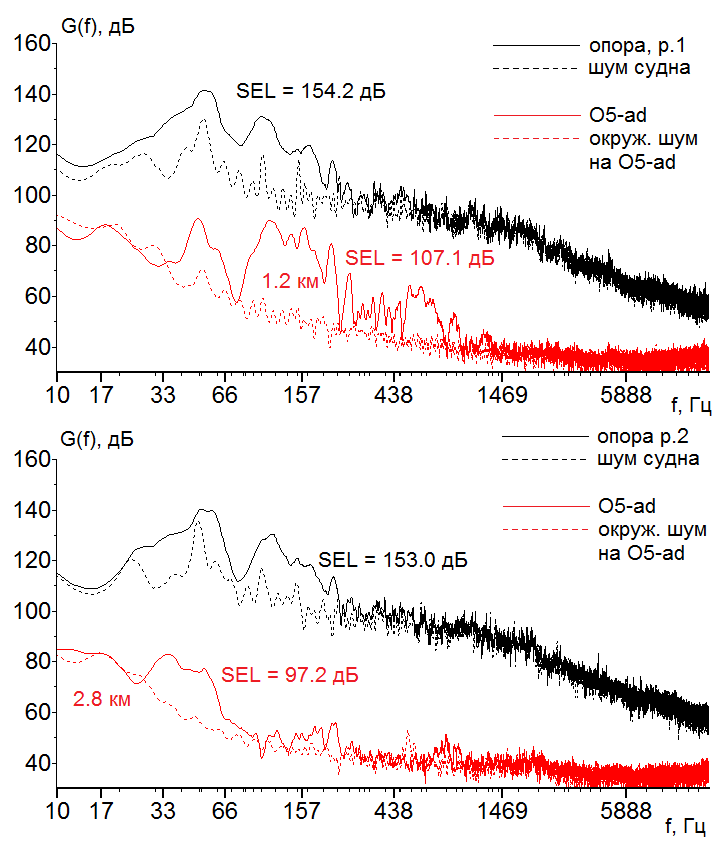 G(f), дБ
160
140
120
100
80
60
40
опора, р.1
шум судна
O5-ad
окруж. шум
на O5-ad
SEL = 154.2 дБ
SEL = 107.1 дБ
1.2 км
10 17 33 66 157 438 1469 5888
f, Гц
G(f), дБ
160
140
120
100
80
60
40
опора р.2
шум судна
O5-ad
окруж. шум
на O5-ad
SEL = 153.0 дБ
SEL = 97.2 дБ
2.8 км
10 17 33 66 157 438 1469 5888
f, Гц